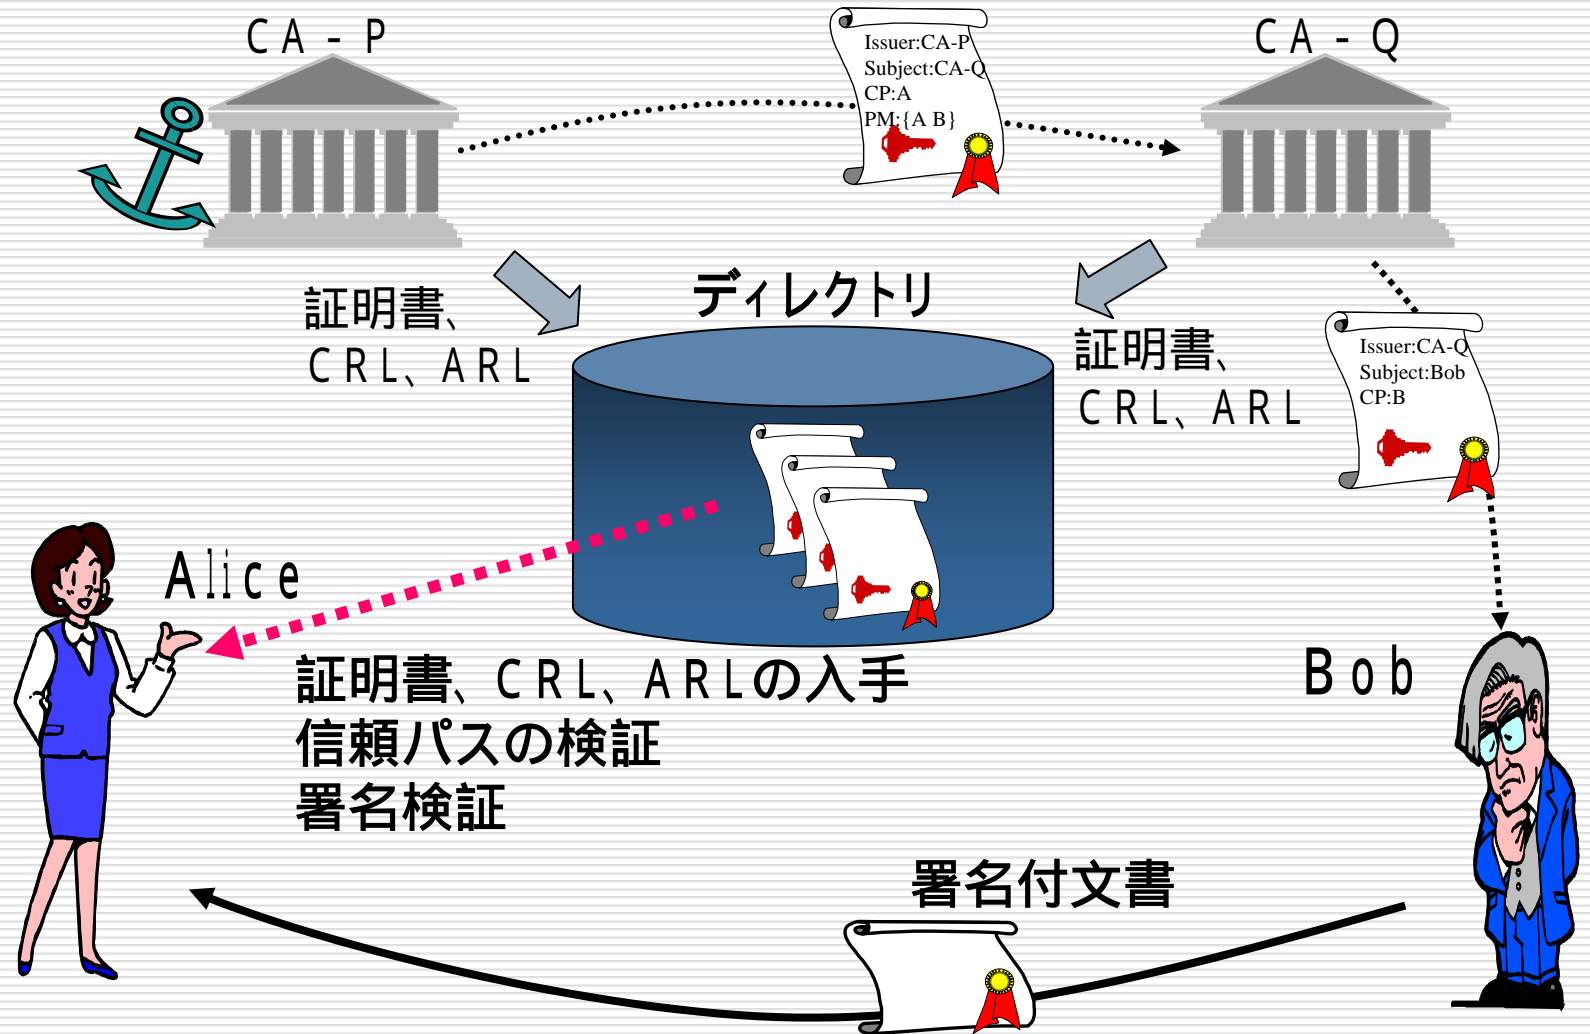 CA-P
CA-Q
Issuer:CA-P
Subject:CA-Q
CP:A
PM:{A B}
ディレクトリ
証明書、
CRL、ARL
証明書、
CRL、ARL
Issuer:CA-Q
Subject:Bob
CP:B
Alice
Bob
証明書、CRL、ARLの入手
信頼パスの検証
署名検証
署名付文書